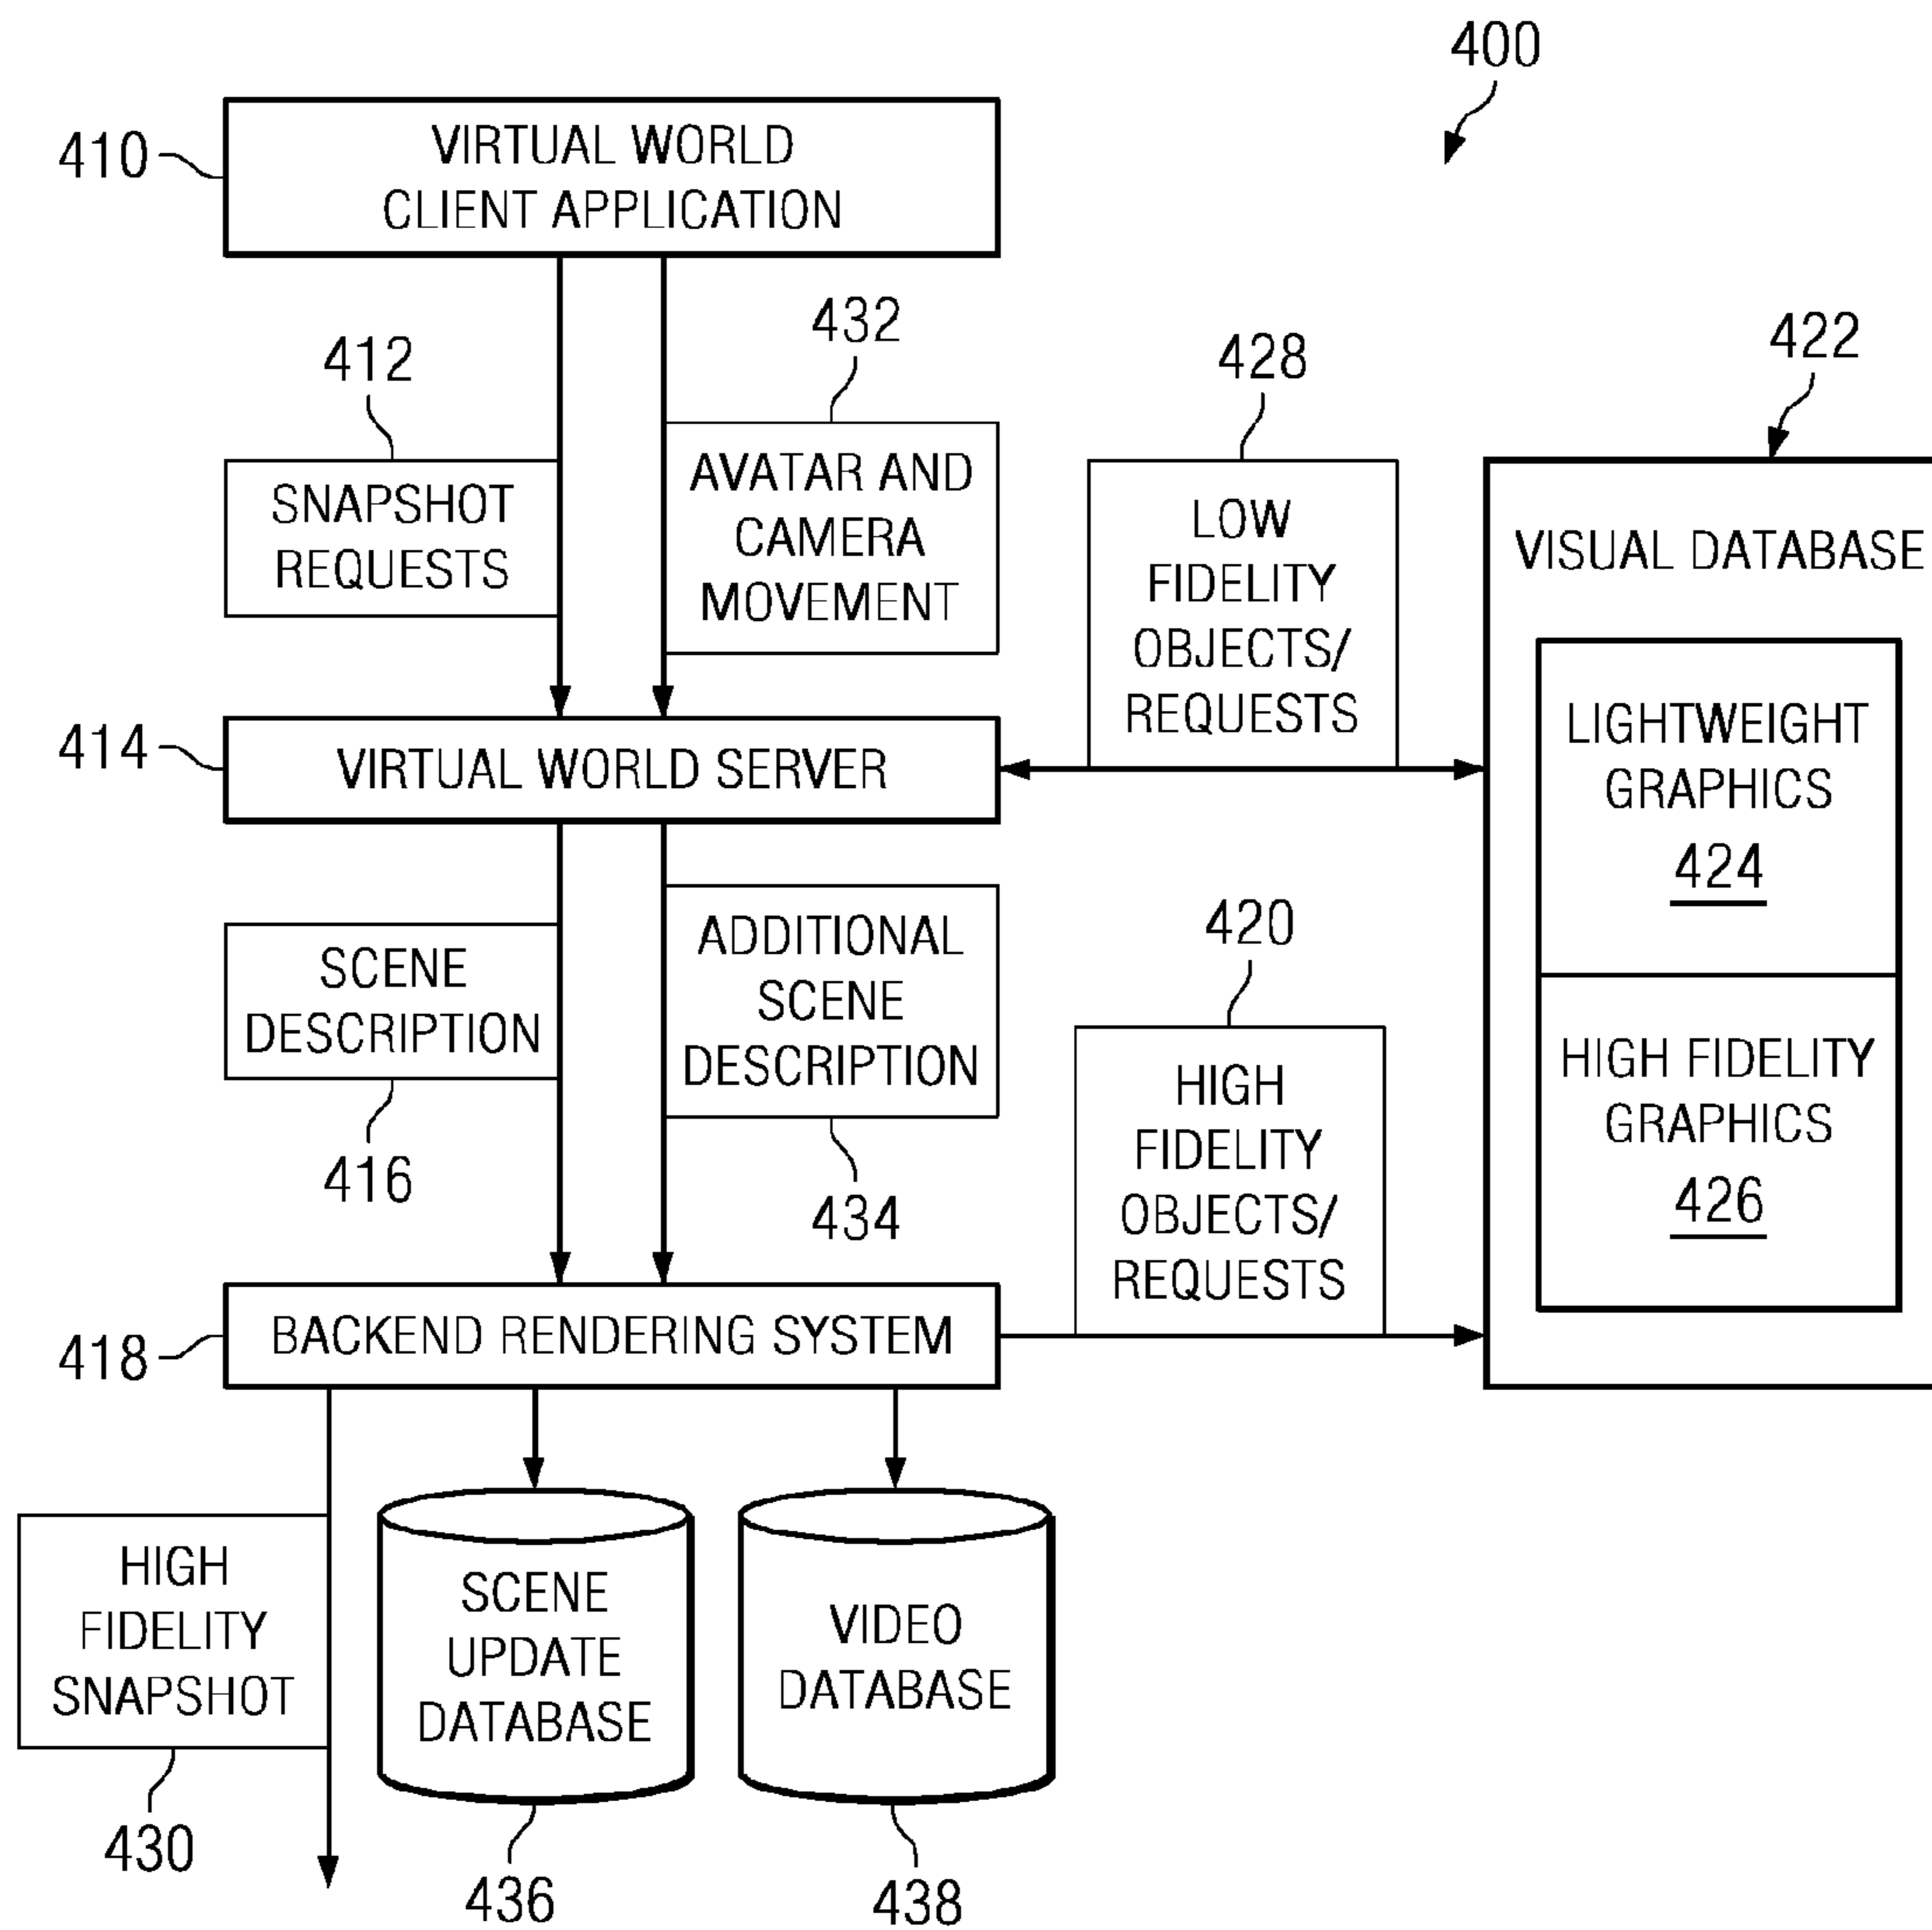 400
410
VIRTUAL WORLD
CLIENT APPLICATION
412
SNAPSHOT
REQUESTS
432
AVATAR AND
CAMERA
MOVEMENT
428
LOW
FIDELITY
OBJECTS/
REQUESTS
422
VISUAL DATABASE
LIGHTWEIGHT
GRAPHICS
424
HIGH FIDELITY
GRAPHICS
426
414
VIRTUAL WORLD SERVER
SCENE
DESCRIPTION
416
ADDITIONAL
SCENE
DESCRIPTION
434
420
HIGH
FIDELITY
OBJECTS/
REQUESTS
418
BACKEND RENDERING SYSTEM
HIGH
FIDELITY
SNAPSHOT
430
SCENE
UPDATE
DATABASE
436
VIDEO
DATABASE
438